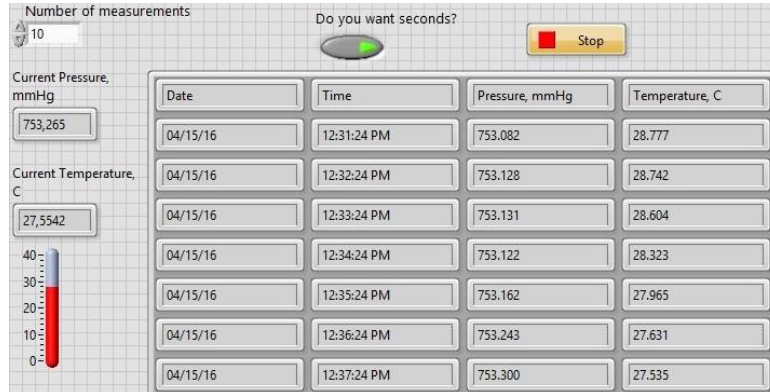 Number of measurements
10
Do you want seconds?
Stop
Current Pressure,
mmHg
753,265
Current Temperature,
C
27,5542
40
30
20
10
0
Date Time Pressure, mmHg Temperature, C
04/15/16 12:31:24 PM 753.082 28.777
04/15/16 12:32:24 PM 753.128 28.742
04/15/16 12:33:24 PM 753.131 28.604
04/15/16 12:34:24 PM 753.122 28.323
04/15/16 12:35:24 PM 753.162 27.965
04/15/16 12:36:24 PM 753.243 27.631
04/15/16 12:37:24 PM 753.300 27.535